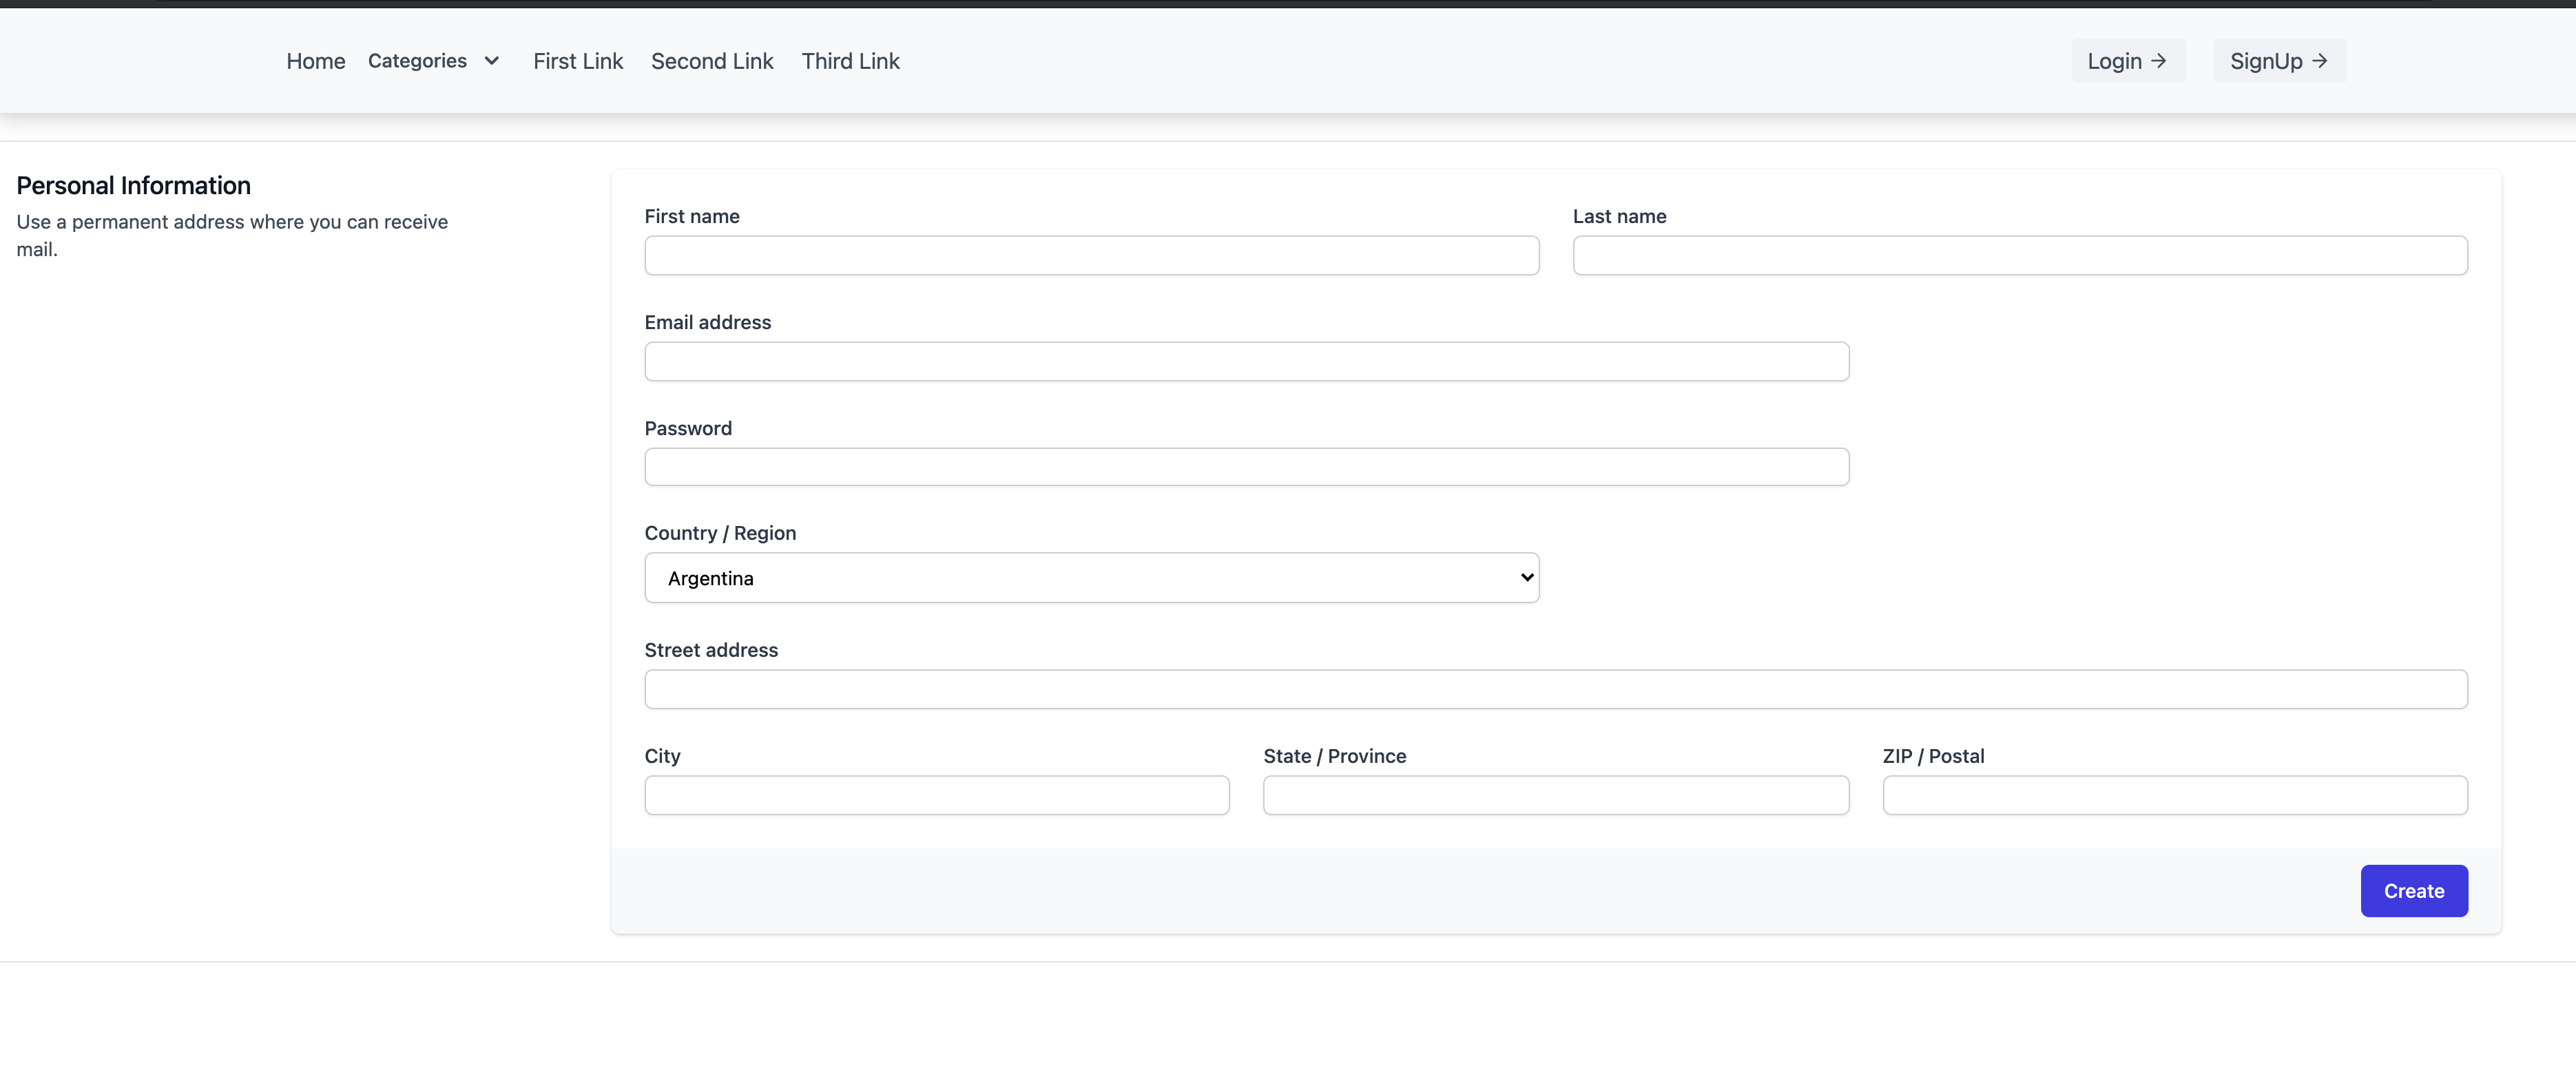 Home Categories First Link Second Link Third Link Login → SignUp →
Personal Information
Use a permanent address where you can receive
mail.
First name Last name
Email address
Password
Country / Region
Argentina
Street address
City State / Province ZIP / Postal
Create